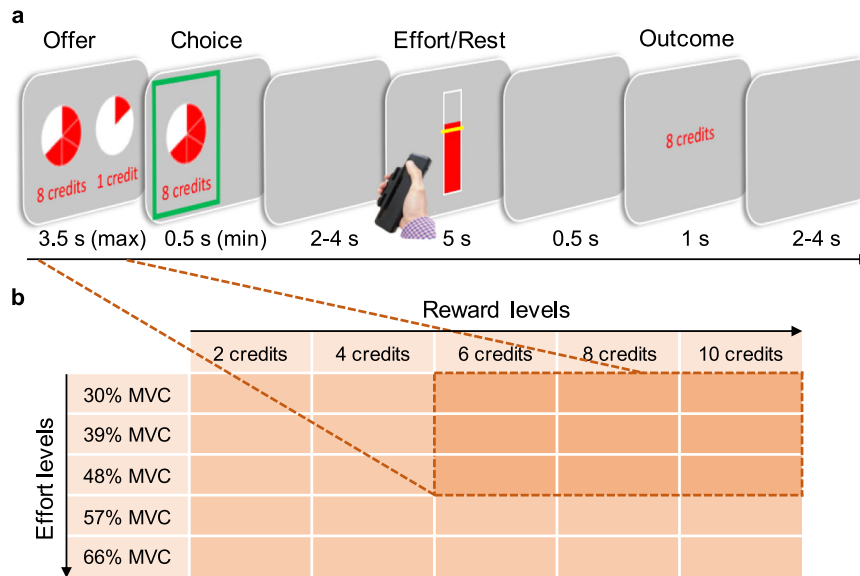 a
Offer Choice Effort/Rest Outcome
8 credits 1 credit 8 credits 8 credits
3.5 s (max) 0.5 s (min) 2-4 s 5 s 0.5 s 1 s 2-4 s
b
Reward levels
2 credits 4 credits 6 credits 8 credits 10 credits
Effort levels
30% MVC
39% MVC
48% MVC
57% MVC
66% MVC